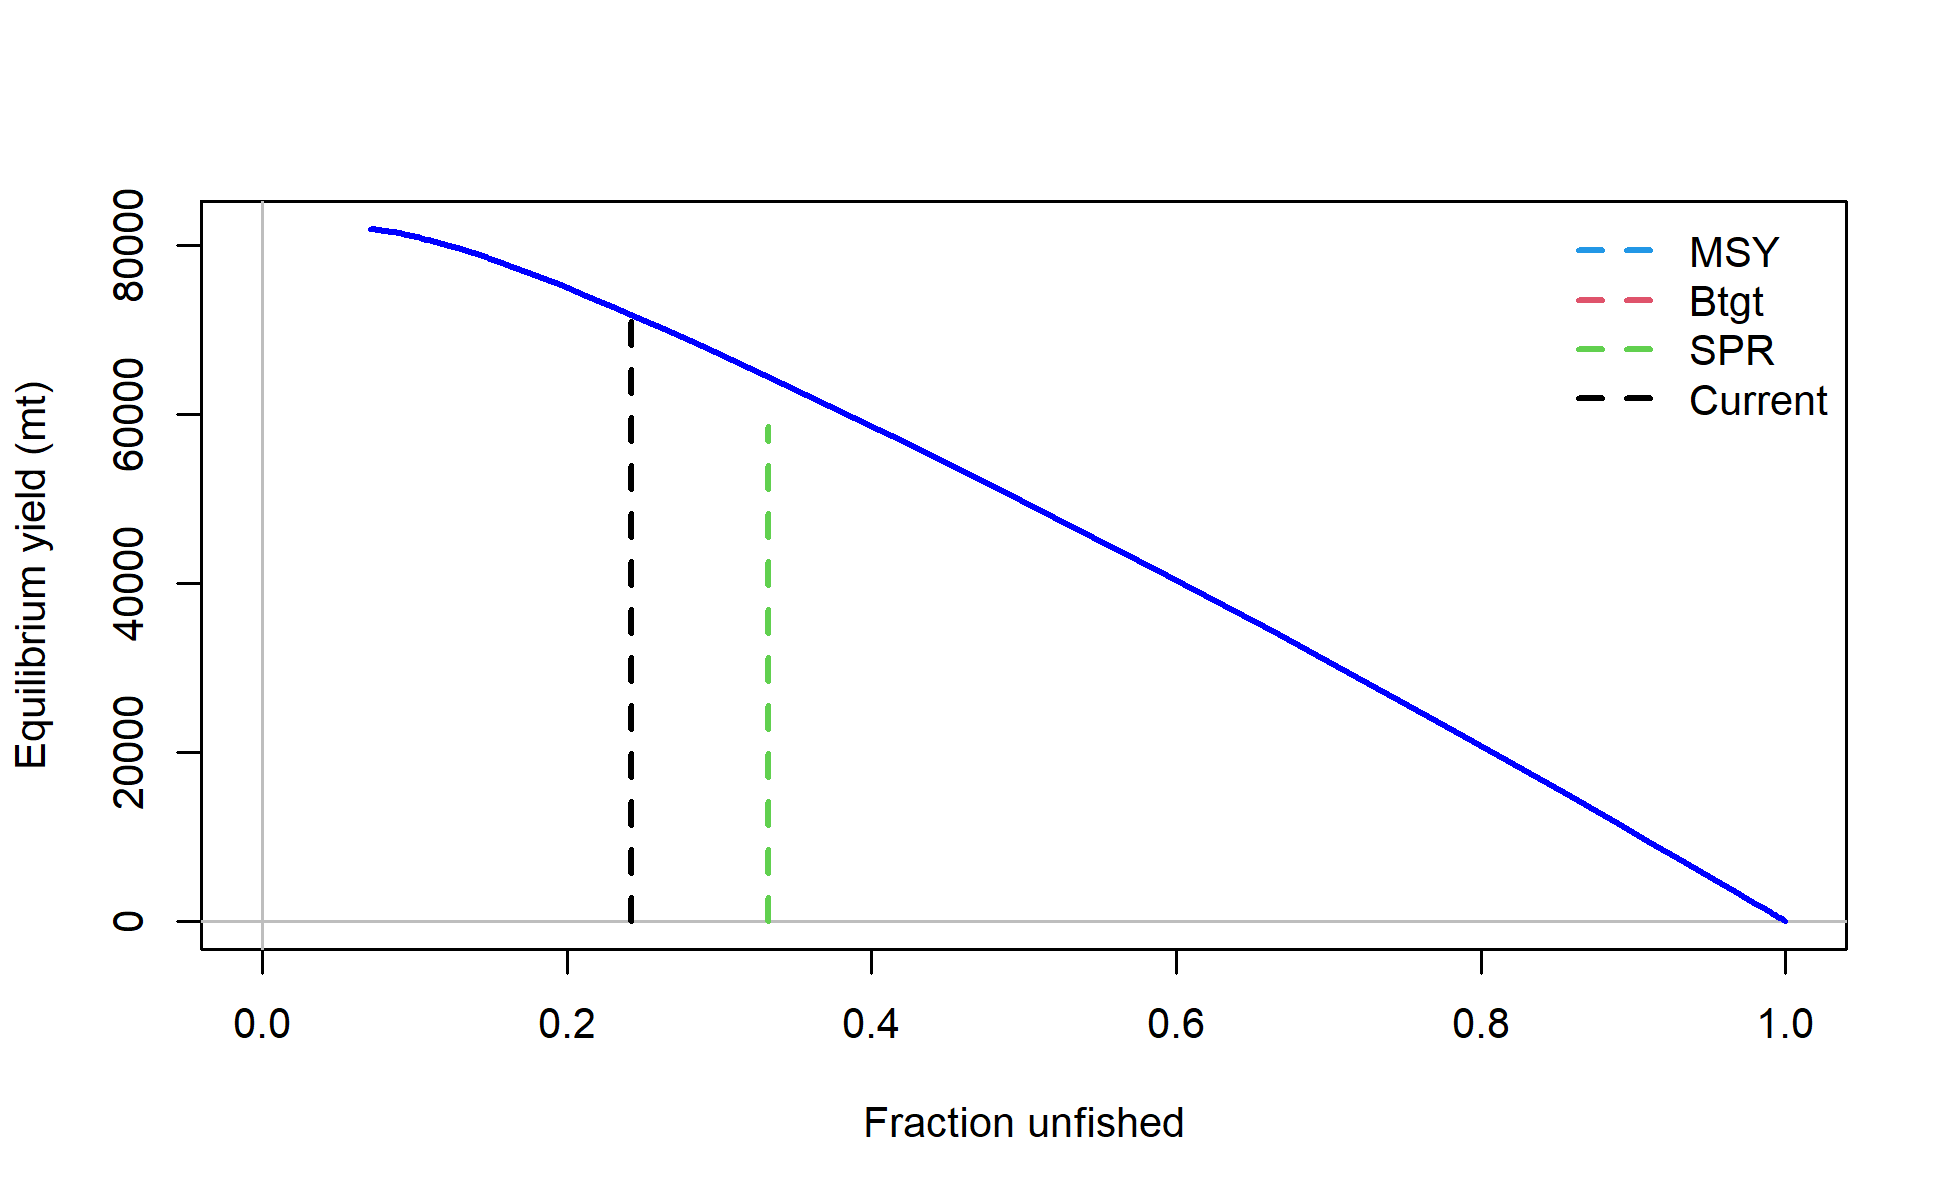 MSY
Btgt
SPR
Current
Equilibrium yield (mt)
80000
60000
40000
20000
0
0.0 0.2 0.4 0.6 0.8 1.0
Fraction unfished